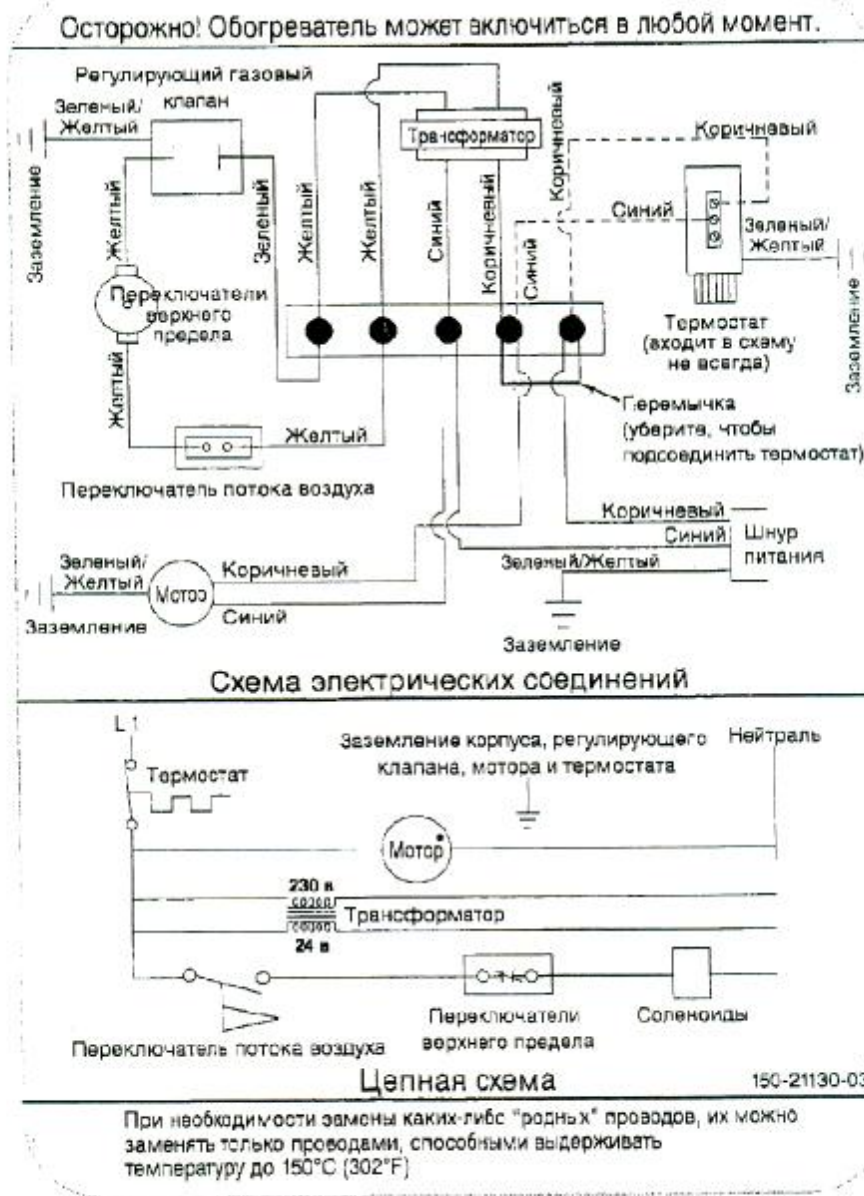 Осторожно! Обогреватель может включиться в любой момент.
Регулирующий газовый
клапан
Зеленый/
Желтый
Заземление
Желтый
Зеленый
Желтый
Желтый
Трансформатор
Синий
Коричневый
Коричневый
Синий
Коричневый
Синий
Зеленый/
Желтый
Заземление
Термостат
(входит в схему
не всегда)
Переключатели
верхнего
предела
Желтый
Желтый
Переключатель потока воздуха
Перемычка
(уберите, чтобы
подсоединить термостат)
Коричневый
Синий
Зеленый/Желтый
Шнур
питания
Заземление
Зеленый/
Желтый
Заземление
Мотор
Коричневый
Синий
Схема электрических соединений
L1
Термостат
Заземление корпуса, регулирующего
клапана, мотора и термостата
Нейтраль
Мотор
230 в
Трансформатор
24 в
Переключатель потока воздуха
Переключатели
верхнего предела
Соленоиды
Цепная схема
150-21130-03
При необходимости замены каких-либо "родных" проводов, их можно
заменять только проводами, способными выдерживать
температуру до 150°C (302°F)